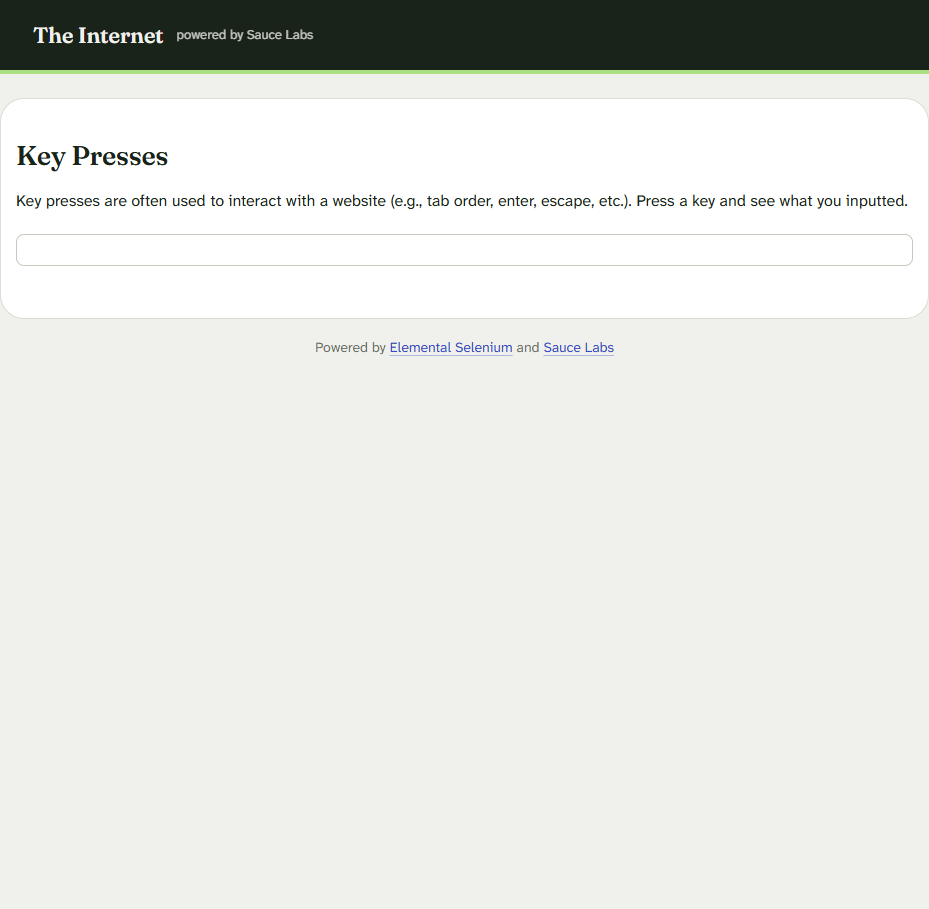 The Internet powered by Sauce Labs
Key Presses
Key presses are often used to interact with a website (e.g., tab order, enter, escape, etc.). Press a key and see what you inputted.
Powered by Elemental Selenium and Sauce Labs